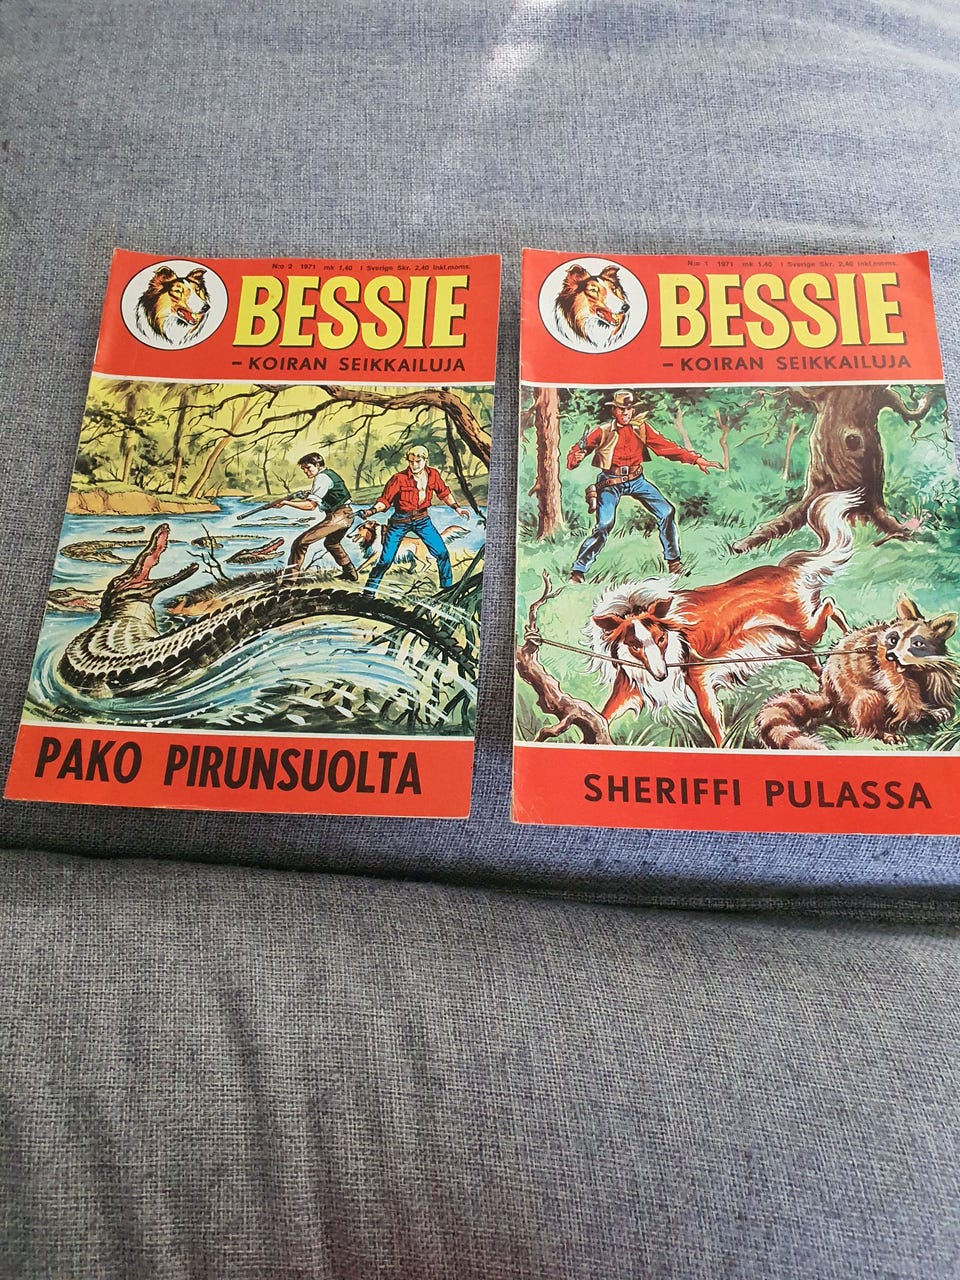 N:o 2 1971 mk 1,40 I Sverige Skr. 2,40 inkl.moms.
BESSIE
- KOIRAN SEIKKAILUJA
PAKO PIRUNSUOLTA
N:o 1 1971 mk 1,40 I Sverige Skr. 2,40 inkl.moms.
BESSIE
- KOIRAN SEIKKAILUJA
SHERIFFI PULASSA